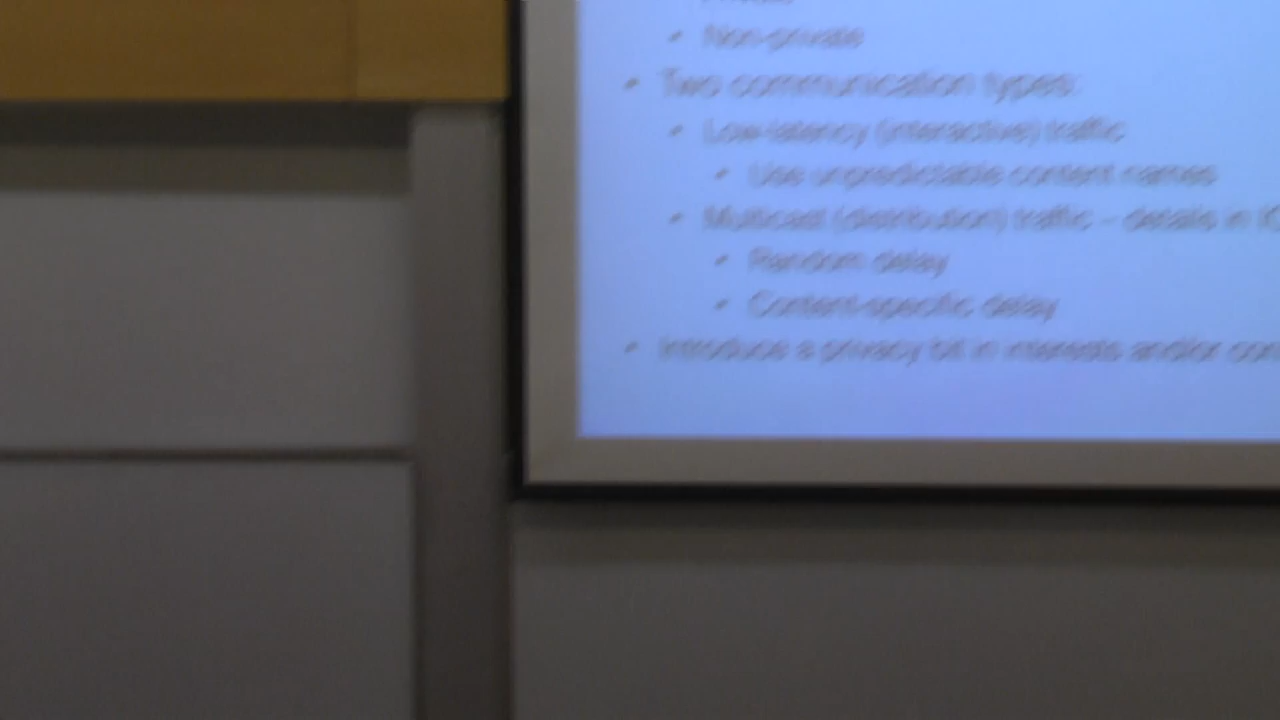 Private
• Non-private
• Two communication types:
• Low-latency (interactive) traffic
• Use unpredictable content names
• Multicast (distribution) traffic – details in
• Random delay
• Content-specific delay
• Introduce a privacy bit in interests and/or